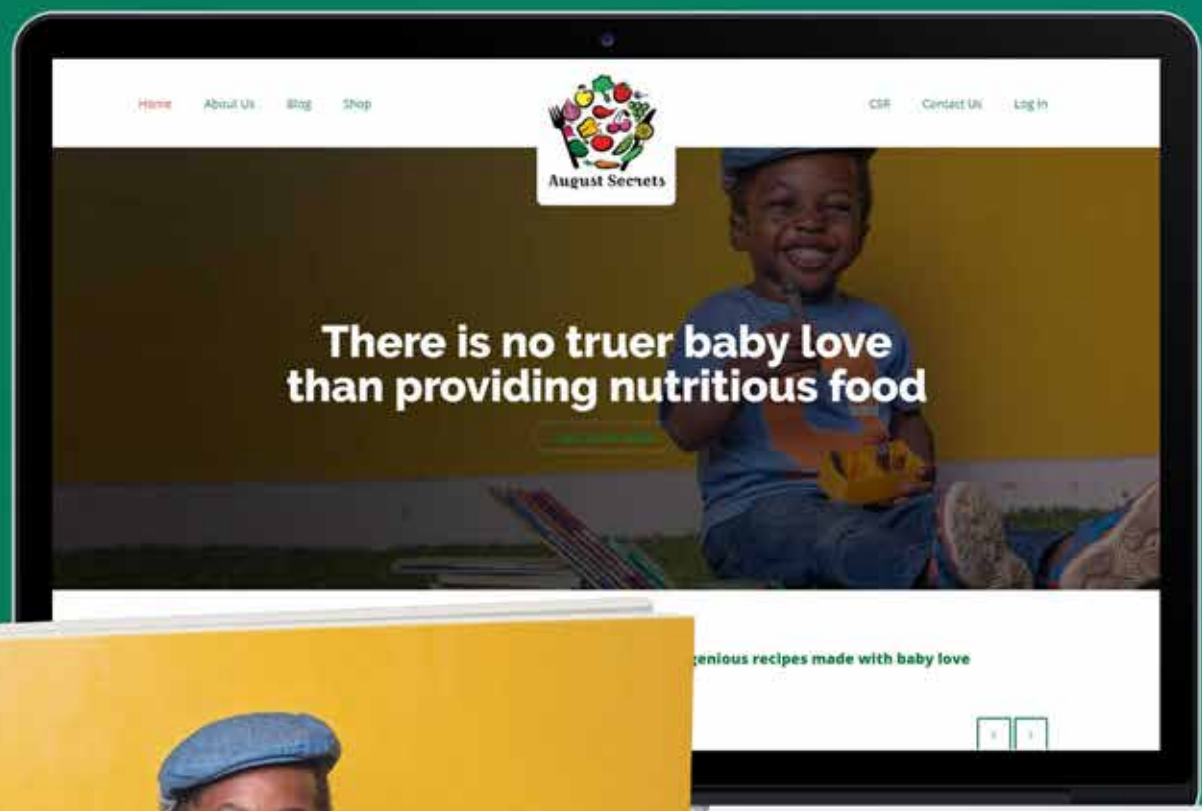 Home About Us Blog Shop
CSR Contact Us Log In
August Secrets
There is no truer baby love
than providing nutritious food
genious recipes made with baby love